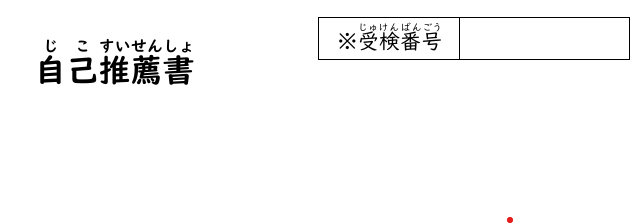 じこすいせんしょ
自己推薦書
じゅけんばんごう
※受検番号